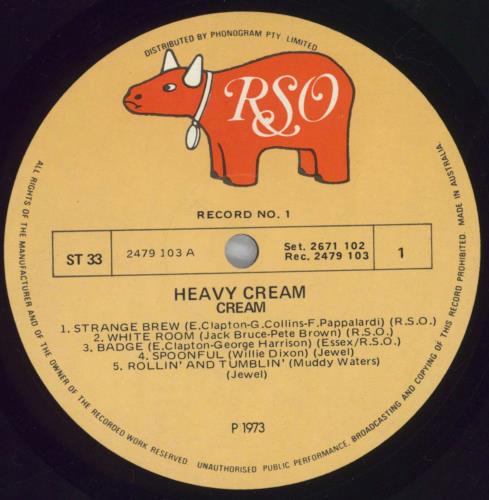 DISTRIBUTED BY PHONOGRAM PTY LIMITED
RSO
RECORD NO. 1
ST 33
2479 103 A
Set. 2671 102
Rec. 2479 103
1
HEAVY CREAM
CREAM
1. STRANGE BREW (E.Clapton-G.Collins-F.Pappalardi) (R.S.O.)
2. WHITE ROOM (Jack Bruce-Pete Brown) (R.S.O.)
3. BADGE (E.Clapton-George Harrison) (Essex/R.S.O.)
4. SPOONFUL (Willie Dixon) (Jewel)
5. ROLLIN' AND TUMBLIN' (Muddy Waters)
(Jewel)
P 1973
ALL RIGHTS OF THE MANUFACTURER AND OF THE OWNER OF THE RECORDED WORK RESERVED. UNAUTHORISED PUBLIC PERFORMANCE, BROADCASTING AND COPYING OF THIS RECORD PROHIBITED. MADE IN AUSTRALIA.